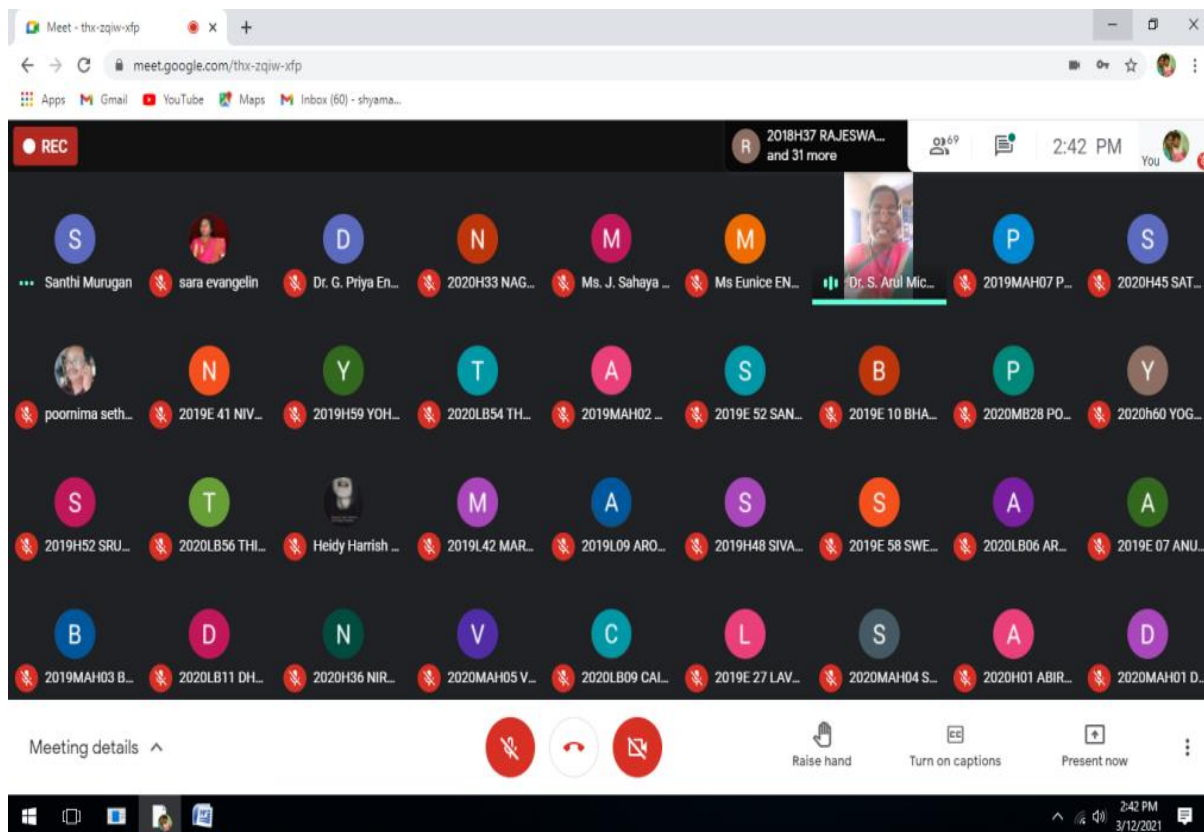 Meet - thx-zqiw-xfp
meet.google.com/thx-zqiw-xfp
Apps Gmail YouTube Maps Inbox (60) - shyama...
REC
R 2018H37 RAJESWA... and 31 more 69 2:42 PM You
S D N M M P S
Santhi Murugan sara evangelin Dr. G. Priya En... 2020H33 NAG... Ms. J. Sahaya ... Ms Eunice EN... Dr. S. Arul Mic... 2019MAH07 P... 2020H45 SAT...
N Y T A S B P Y
poornima seth... 2019E 41 NIV... 2019H59 YOH... 2020LB54 TH... 2019MAH02 ... 2019E 52 SAN... 2019E 10 BHA... 2020MB28 PO... 2020h60 YOG...
S T M A S S A A
2019H52 SRU... 2020LB56 THI... Heidy Harrish ... 2019L42 MAR... 2019L09 ARO... 2019H48 SIVA... 2019E 58 SWE... 2020LB06 AR... 2019E 07 ANU...
B D N V C L S A D
2019MAH03 B... 2020LB11 DH... 2020H36 NIR... 2020MAH05 V... 2020LB09 CAI... 2019E 27 LAV... 2020MAH04 S... 2020H01 ABIR... 2020MAH01 D...
Meeting details
Raise hand
CC
Turn on captions
Present now
2:42 PM
3/12/2021